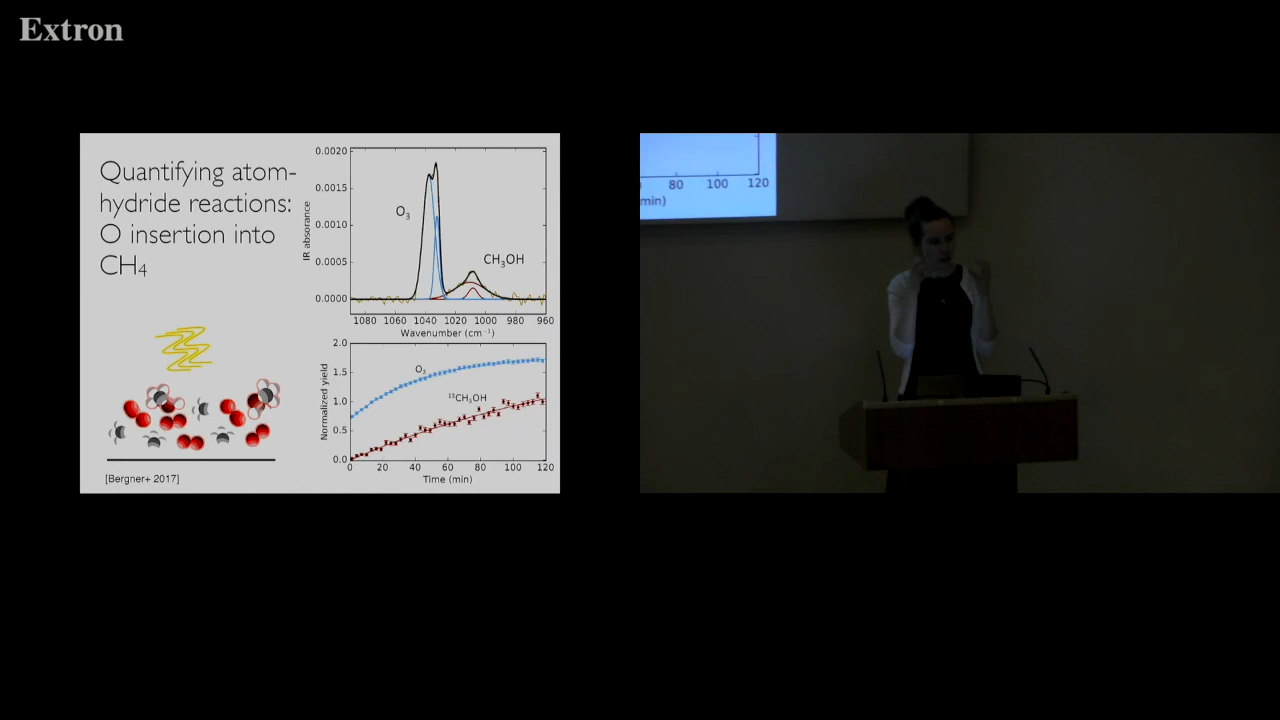 Extron
Quantifying atom-
hydride reactions:
O insertion into
CH4
[Bergner+ 2017]
0.0020
0.0015
0.0010
0.0005
0.0000
IR absorance
O3
CH3OH
1080 1060 1040 1020 1000 980 960
Wavenumber (cm⁻¹)
2.0
1.5
1.0
0.5
0.0
Normalized yield
O3
¹³CH3OH
0 20 40 60 80 100 120
Time (min)
80 100 120
min)